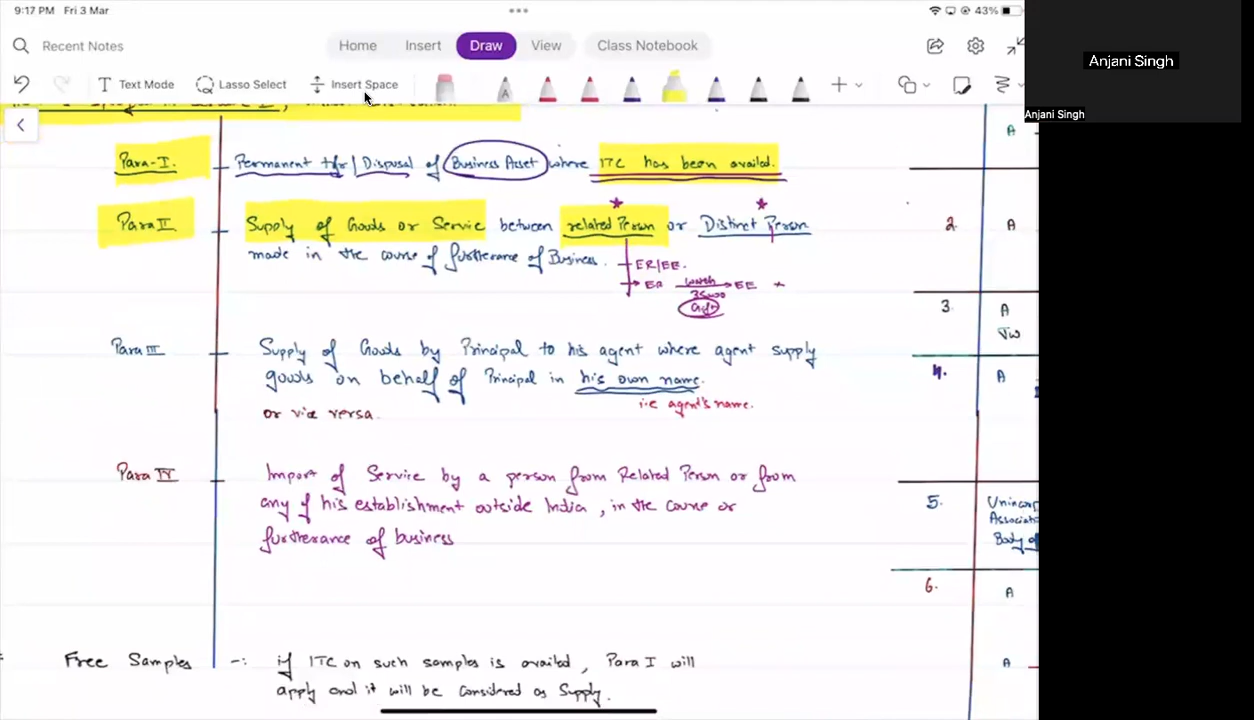 9:17 PM Fri 3 Mar
43%
Anjani Singh
Anjani Singh
Recent Notes
Home Insert Draw View Class Notebook
Text Mode Lasso Select Insert Space
Para-I. Permanent tfr / Disposal of Business Asset where ITC has been availed.
Para II Supply of Goods or Service between related Person or Distinct Person
made in the course of furtherance of Business.
ER/EE.
ER worth 35000 EE
Gift
Para III Supply of Goods by Principal to his agent where agent supply
goods on behalf of Principal in his own name.
or vice versa.
i.e agent's name.
Para IV Import of Service by a person from Related Person or from
any of his establishment outside India, in the course or
furtherance of business
Free Samples -: if ITC on such samples is availed, Para I will
apply and it will be considered as Supply.
A
2. A
3. A
4. A
5.
6. A
A